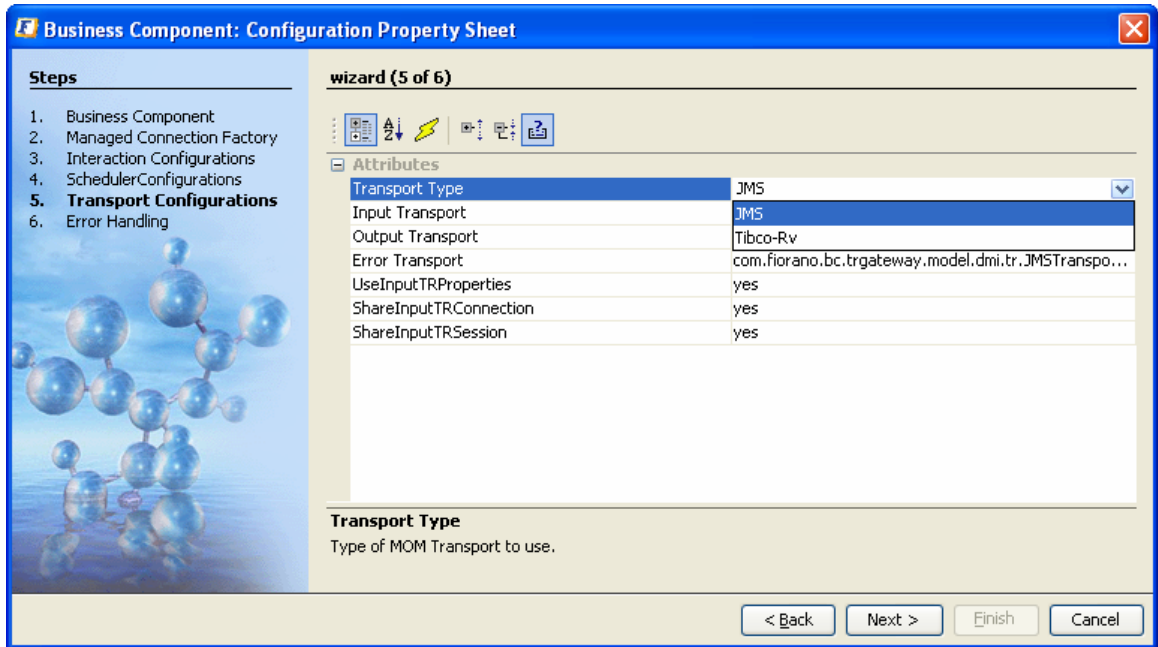 Business Component: Configuration Property Sheet
Steps
1. Business Component
2. Managed Connection Factory
3. Interaction Configurations
4. SchedulerConfigurations
5. Transport Configurations
6. Error Handling
wizard (5 of 6)
Attributes
Transport Type JMS
Input Transport JMS
Output Transport Tibco-Rv
Error Transport com.fiorano.bc.trgateway.model.dmi.tr.JMSTranspo...
UseInputTRProperties yes
ShareInputTRConnection yes
ShareInputTRSession yes
Transport Type
Type of MOM Transport to use.
< Back Next > Finish Cancel